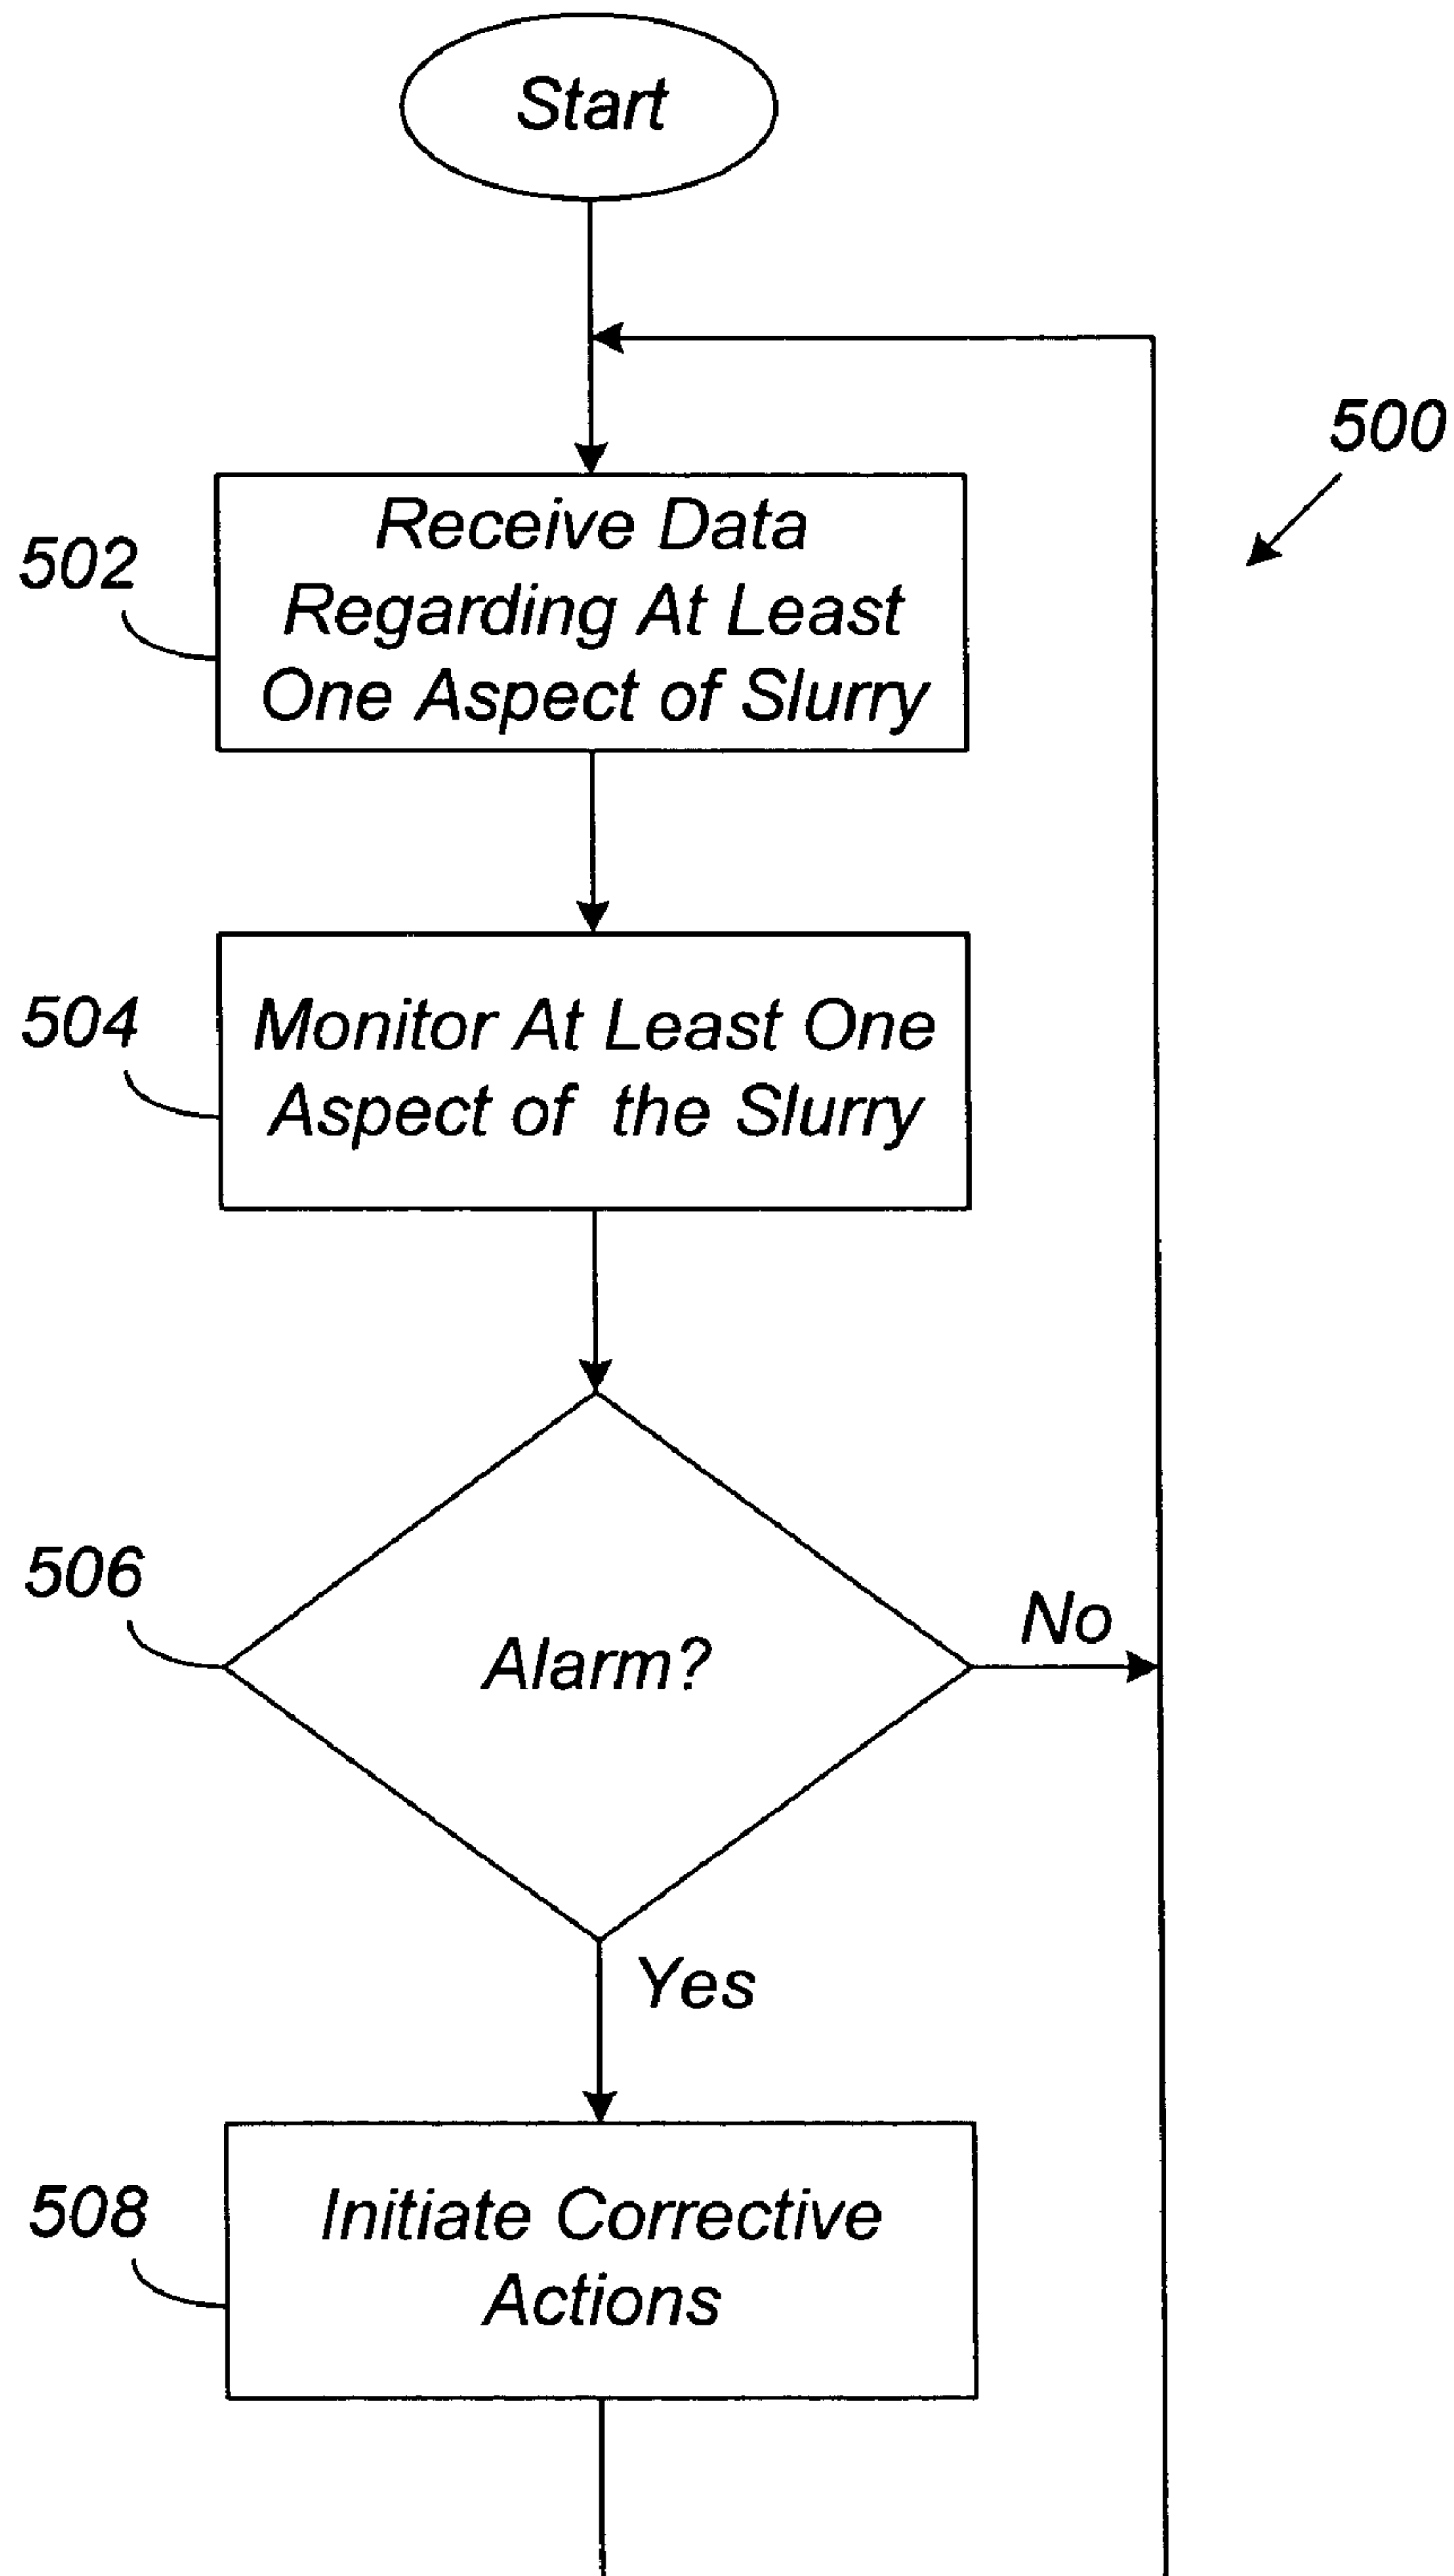 Start
500
502
Receive Data
Regarding At Least
One Aspect of Slurry
504
Monitor At Least One
Aspect of the Slurry
506
Alarm?
No
Yes
508
Initiate Corrective
Actions